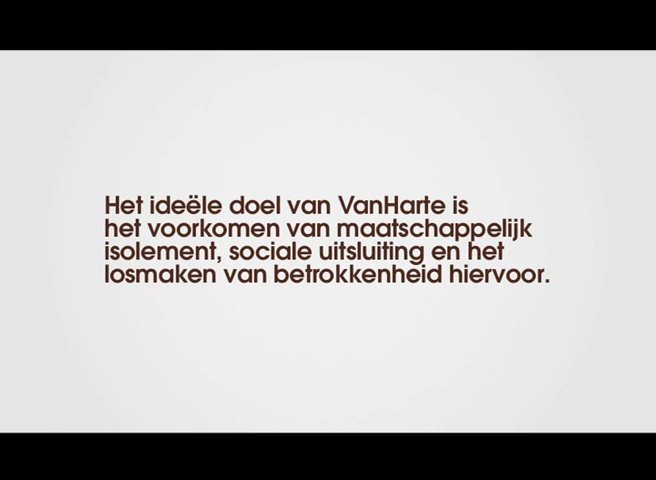 Het ideële doel van VanHarte is
het voorkomen van maatschappelijk
isolement, sociale uitsluiting en het
losmaken van betrokkenheid hiervoor.